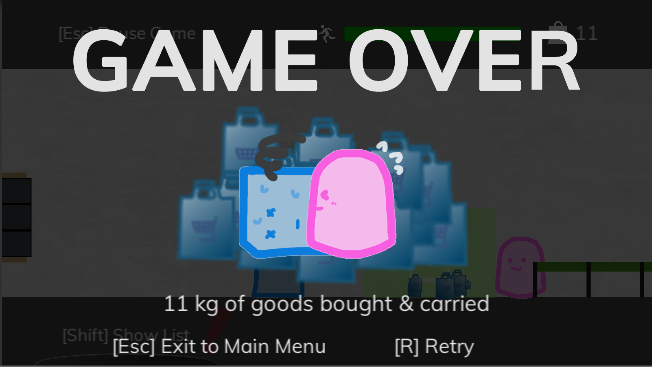 [Esc] Pause Game
11
GAME OVER
11 kg of goods bought & carried
[Shift] Show List
[Esc] Exit to Main Menu
[R] Retry